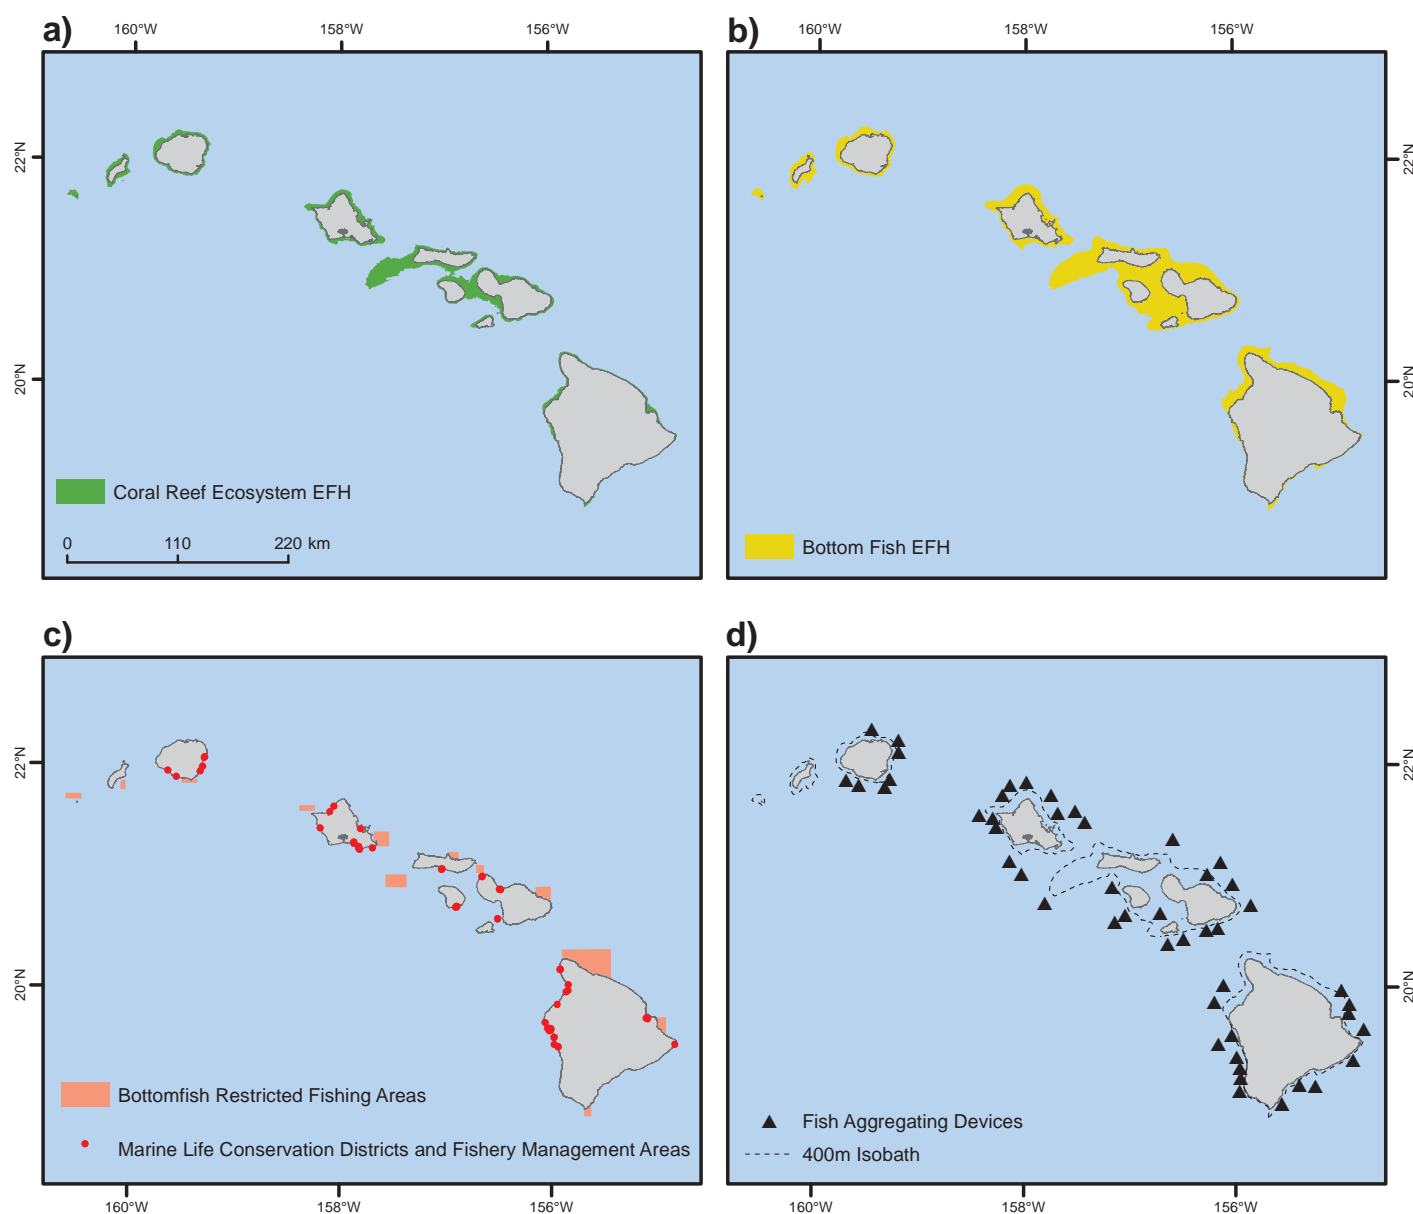 a)
160°W 158°W 156°W
22°N
20°N
Coral Reef Ecosystem EFH
0 110 220 km
b)
160°W 158°W 156°W
22°N
20°N
Bottom Fish EFH
c)
22°N
20°N
Bottomfish Restricted Fishing Areas
Marine Life Conservation Districts and Fishery Management Areas
160°W 158°W 156°W
d)
22°N
20°N
Fish Aggregating Devices
400m Isobath
160°W 158°W 156°W